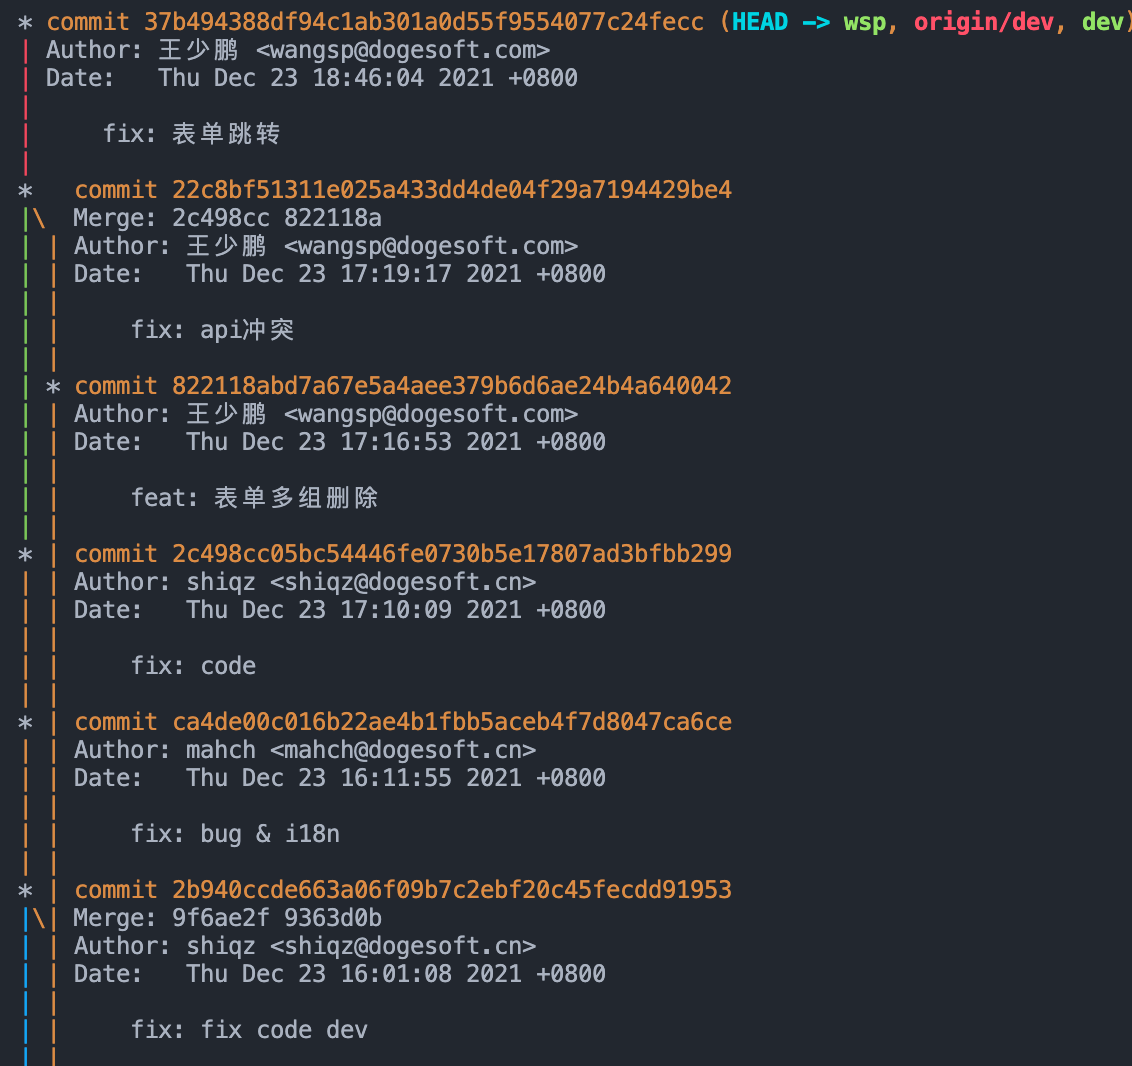 * commit 37b494388df94c1ab301a0d55f9554077c24fecc (HEAD -> wsp, origin/dev, dev)
| Author: 王少鹏 <wangsp@dogesoft.com>
| Date:   Thu Dec 23 18:46:04 2021 +0800
|
|     fix: 表单跳转
|
*   commit 22c8bf51311e025a433dd4de04f29a7194429be4
|\  Merge: 2c498cc 822118a
| | Author: 王少鹏 <wangsp@dogesoft.com>
| | Date:   Thu Dec 23 17:19:17 2021 +0800
| |
| |     fix: api冲突
| |
| * commit 822118abd7a67e5a4aee379b6d6ae24b4a640042
| | Author: 王少鹏 <wangsp@dogesoft.com>
| | Date:   Thu Dec 23 17:16:53 2021 +0800
| |
| |     feat: 表单多组删除
| |
* | commit 2c498cc05bc54446fe0730b5e17807ad3bfbb299
| | Author: shiqz <shiqz@dogesoft.cn>
| | Date:   Thu Dec 23 17:10:09 2021 +0800
| |
| |     fix: code
| |
* | commit ca4de00c016b22ae4b1fbb5aceb4f7d8047ca6ce
| | Author: mahch <mahch@dogesoft.cn>
| | Date:   Thu Dec 23 16:11:55 2021 +0800
| |
| |     fix: bug & i18n
| |
* | commit 2b940ccde663a06f09b7c2ebf20c45fecdd91953
|\| Merge: 9f6ae2f 9363d0b
| | Author: shiqz <shiqz@dogesoft.cn>
| | Date:   Thu Dec 23 16:01:08 2021 +0800
| |
| |     fix: fix code dev
| |